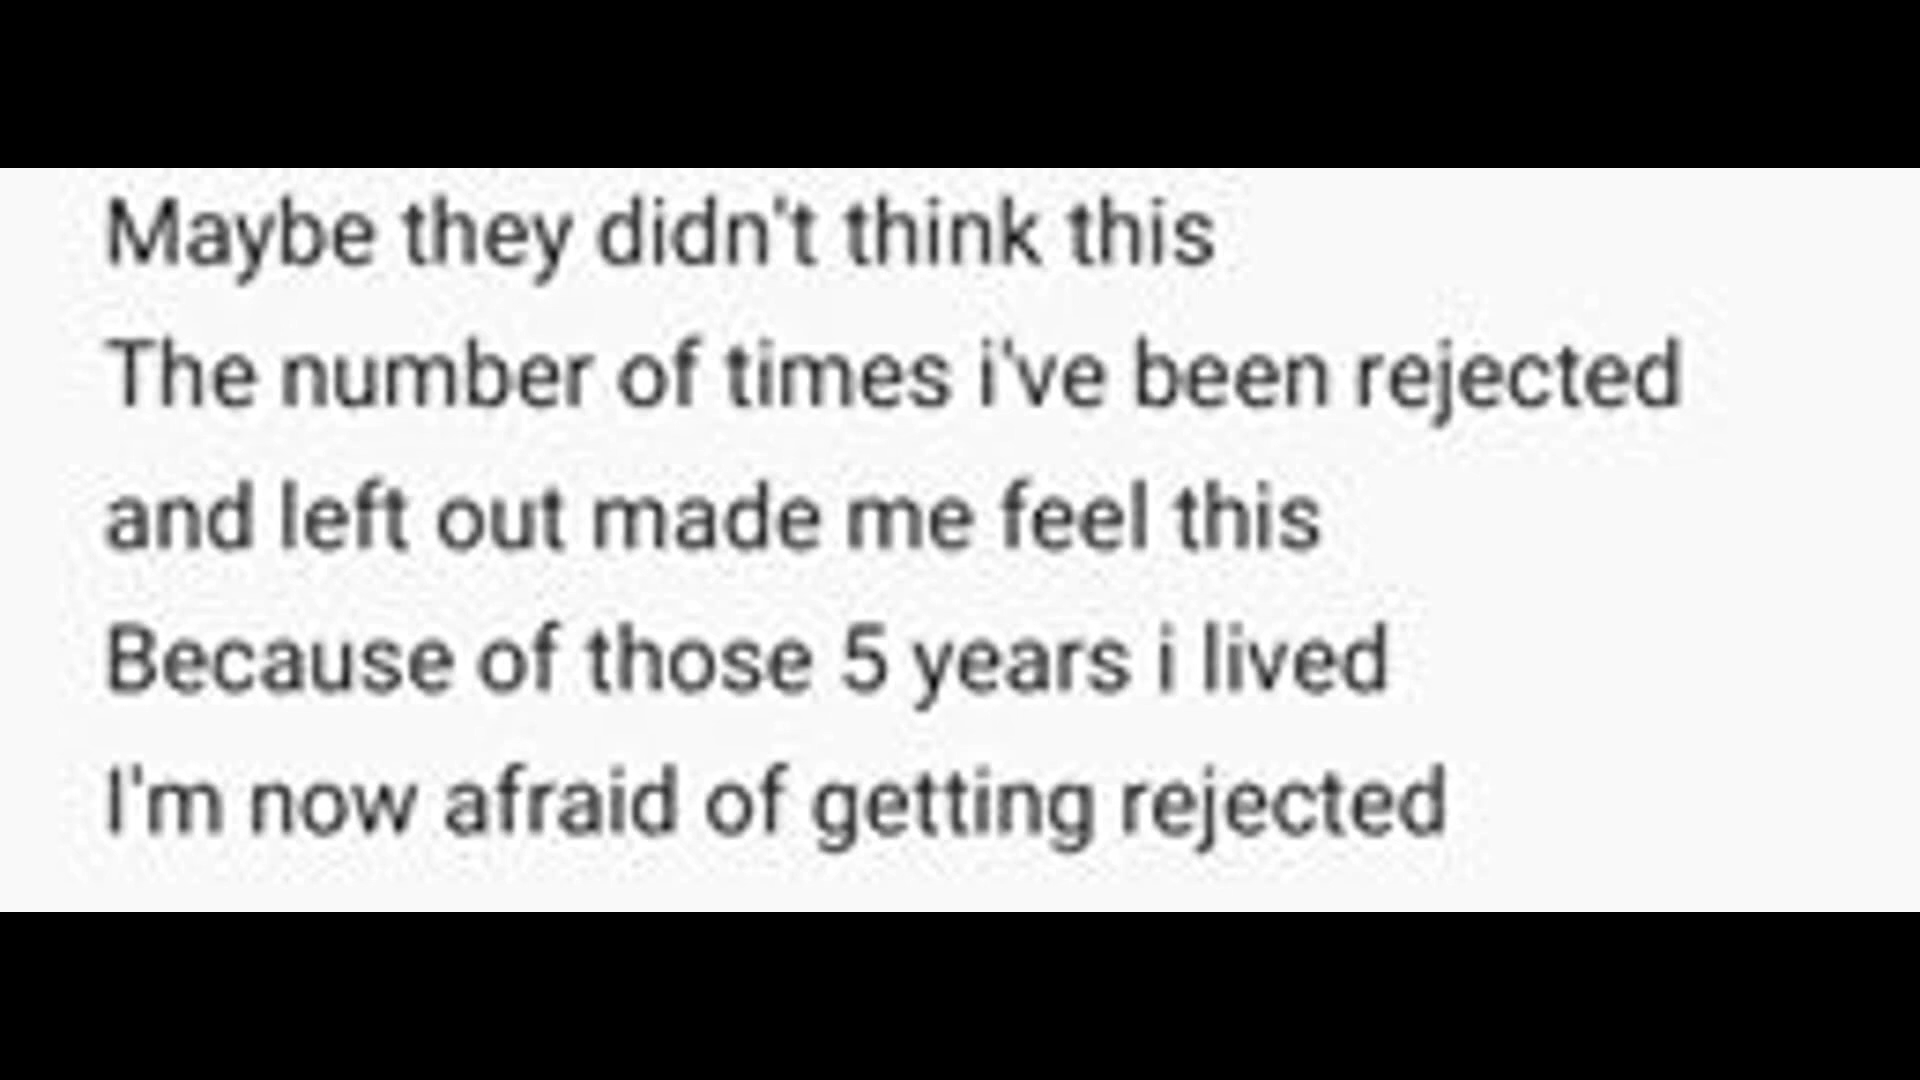 Maybe they didn't think this
The number of times i've been rejected
and left out made me feel this
Because of those 5 years i lived
I'm now afraid of getting rejected